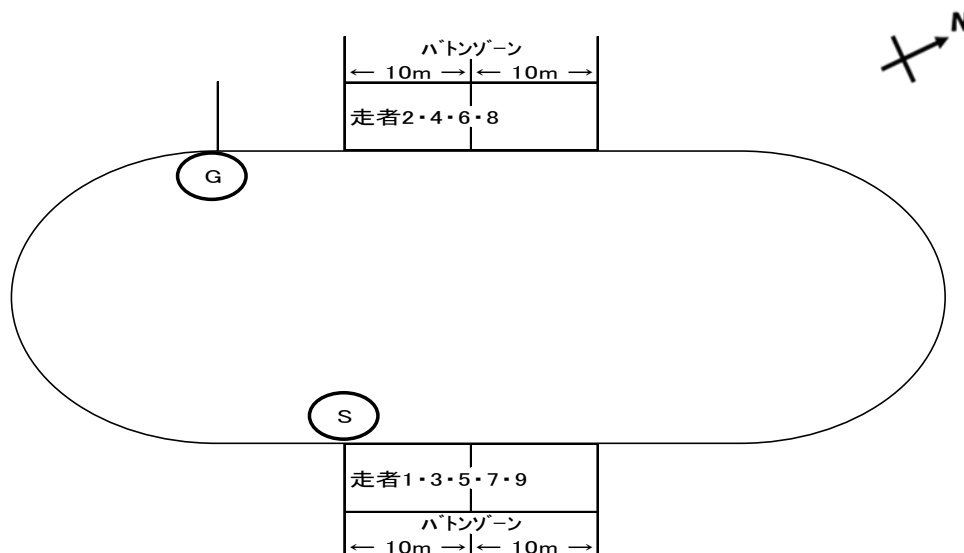 N
バトンゾーン
← 10m → ← 10m →
走者2・4・6・8
G
S
走者1・3・5・7・9
バトンゾーン
← 10m → ← 10m →